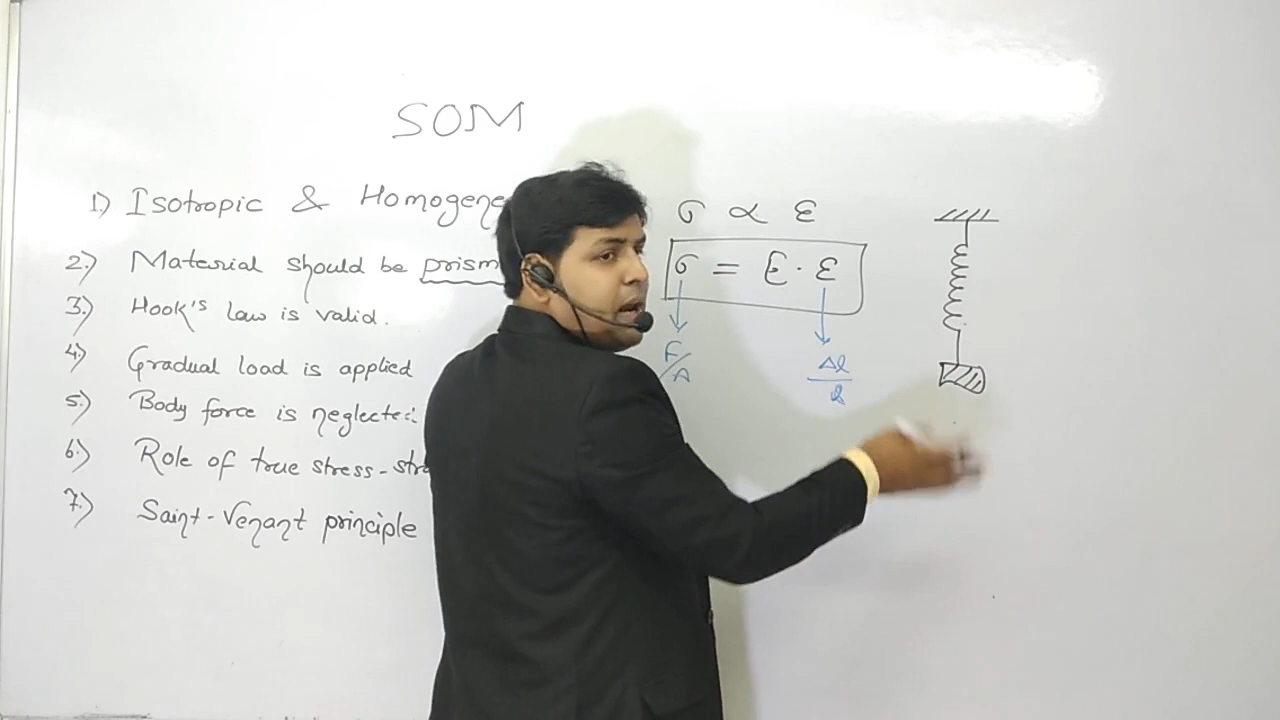 SOM
1) Isotropic & Homogene
2.) Material should be prism
3.) Hook's law is valid.
4.) Gradual load is applied
5.) Body force is neglected
6.) Role of true stress-str
7.) Saint-Venant principle
σ ∝ ε
σ = E · ε
F/A
Δl/l